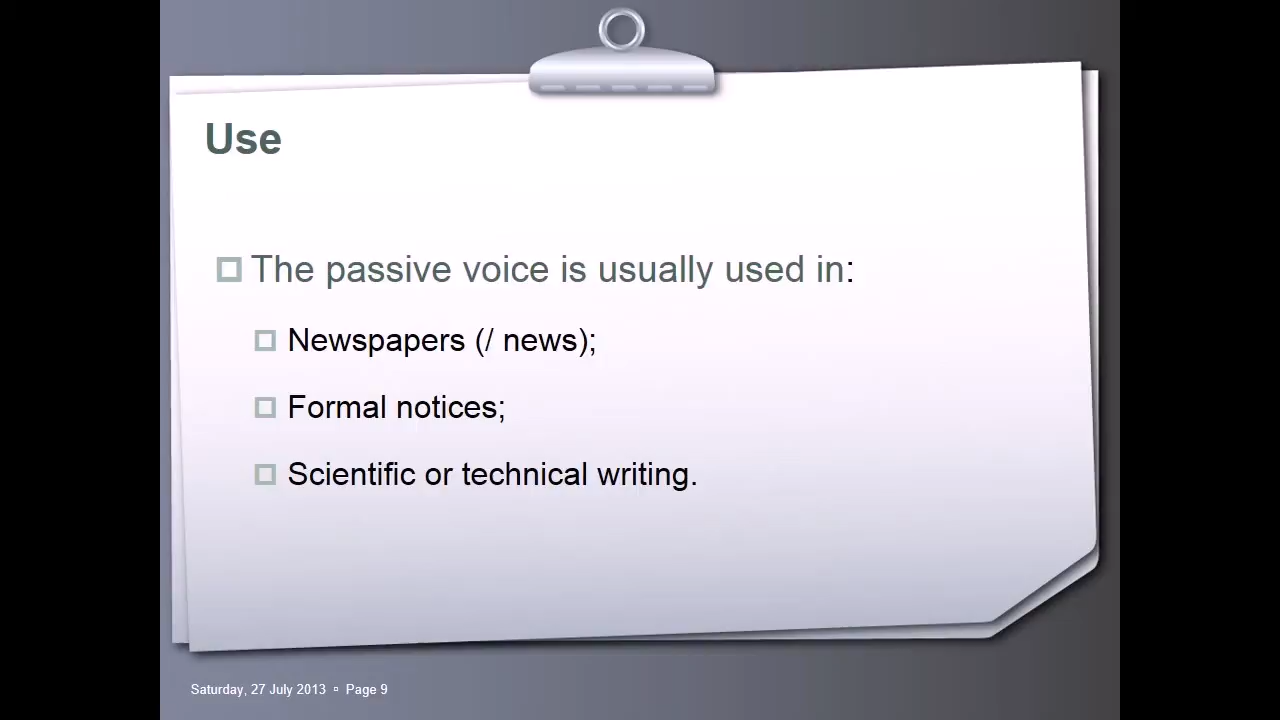 Use
The passive voice is usually used in:
Newspapers (/ news);
Formal notices;
Scientific or technical writing.
Saturday, 27 July 2013 ▫ Page 9